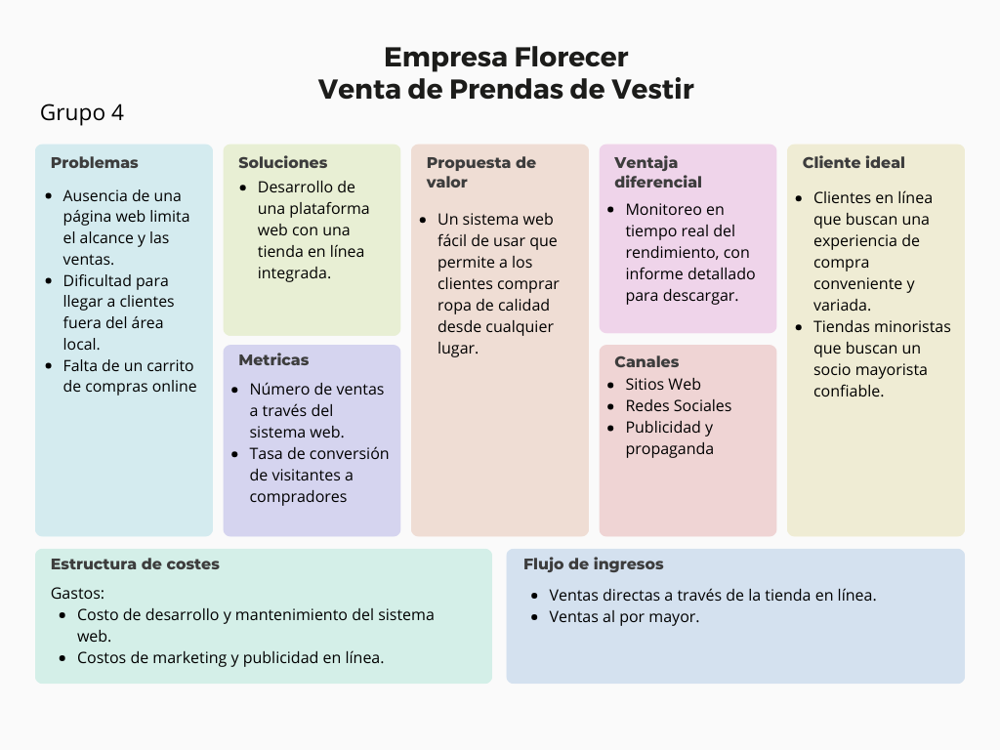 Empresa Florecer
Venta de Prendas de Vestir
Grupo 4
Problemas
Ausencia de una
página web limita
el alcance y las
ventas.
Dificultad para
llegar a clientes
fuera del área
local.
Falta de un carrito
de compras online
Soluciones
Desarrollo de
una plataforma
web con una
tienda en línea
integrada.
Metricas
Número de ventas
a través del
sistema web.
Tasa de conversión
de visitantes a
compradores
Propuesta de
valor
Un sistema web
fácil de usar que
permite a los
clientes comprar
ropa de calidad
desde cualquier
lugar.
Ventaja
diferencial
Monitoreo en
tiempo real del
rendimiento, con
informe detallado
para descargar.
Canales
Sitios Web
Redes Sociales
Publicidad y
propaganda
Cliente ideal
Clientes en línea
que buscan una
experiencia de
compra
conveniente y
variada.
Tiendas minoristas
que buscan un
socio mayorista
confiable.
Estructura de costes
Gastos:
Costo de desarrollo y mantenimiento del sistema
web.
Costos de marketing y publicidad en línea.
Flujo de ingresos
Ventas directas a través de la tienda en línea.
Ventas al por mayor.